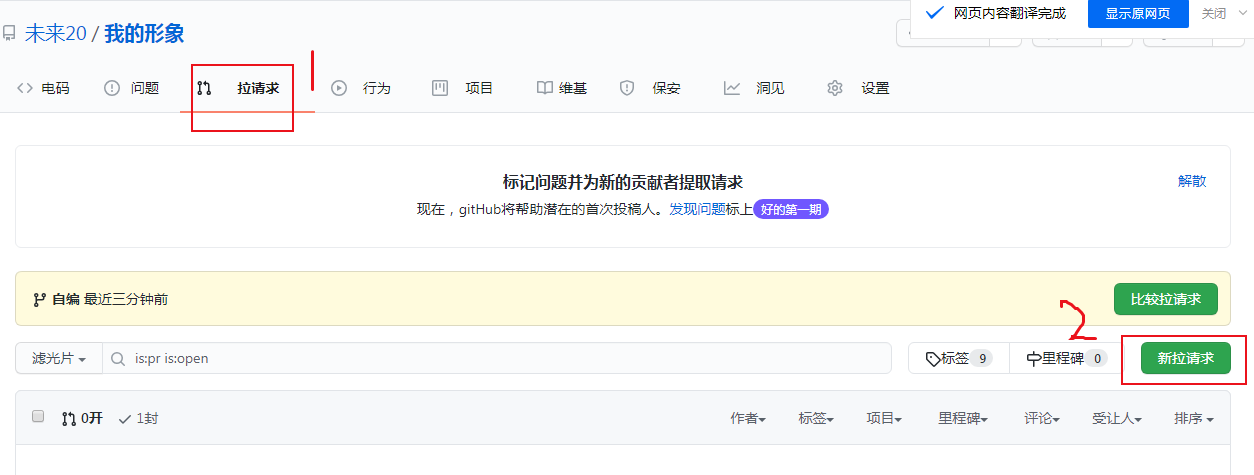 网页内容翻译完成 显示原网页 关闭
未来20 / 我的形象
电码 问题 拉请求 行为 项目 维基 保安 洞见 设置
1
标记问题并为新的贡献者提取请求
解散
现在，gitHub将帮助潜在的首次投稿人。发现问题标上 好的第一期
自编 最近三分钟前
比较拉请求
2
滤光片 is:pr is:open 标签 9 里程碑 0 新拉请求
0开 1封 作者 标签 项目 里程碑 评论 受让人 排序